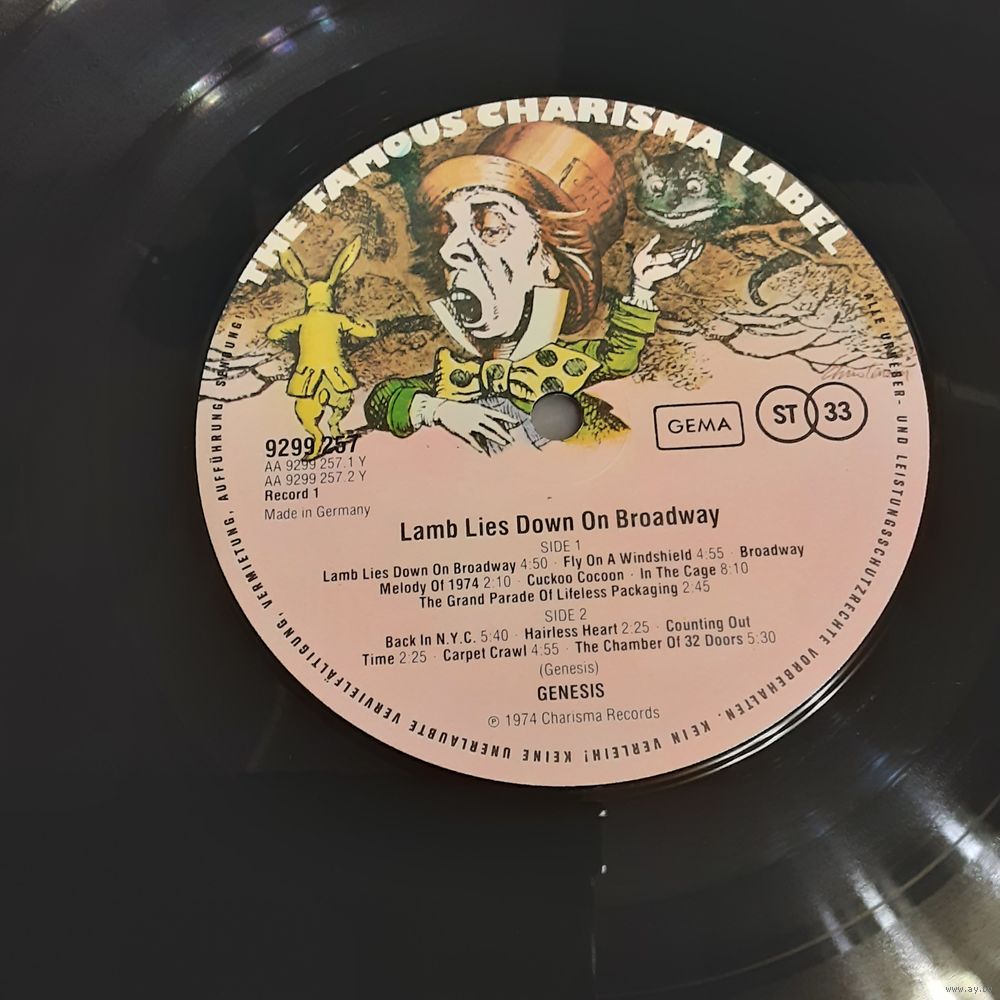 THE FAMOUS CHARISMA LABEL
GEMA
ST 33
9299 257
AA 9299 257.1 Y
AA 9299 257.2 Y
Record 1
Made in Germany
Lamb Lies Down On Broadway
SIDE 1
Lamb Lies Down On Broadway 4:50 · Fly On A Windshield 4:55 · Broadway
Melody Of 1974 2:10 · Cuckoo Cocoon · In The Cage 8:10
The Grand Parade Of Lifeless Packaging 2:45
SIDE 2
Back In N.Y.C. 5:40 · Hairless Heart 2:25 · Counting Out
Time 2:25 · Carpet Crawl 4:55 · The Chamber Of 32 Doors 5:30
(Genesis)
GENESIS
℗ 1974 Charisma Records
ALLE URHEBER- UND LEISTUNGSSCHUTZRECHTE VORBEHALTEN. KEIN VERLEIH! KEINE UNERLAUBTE VERVIELFÄLTIGUNG, VERMIETUNG, AUFFÜHRUNG, SENDUNG!